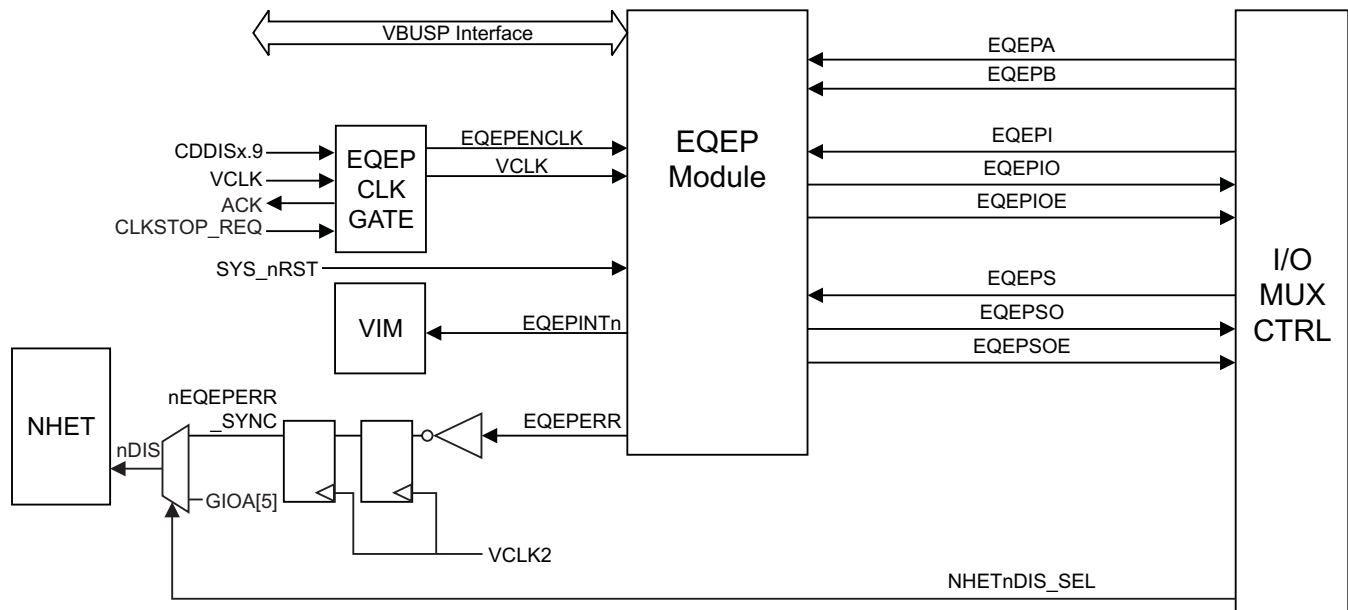 VBUSP Interface
EQEPA
EQEPB
EQEP
Module
EQEPENCLK
VCLK
CDDISx.9
VCLK
ACK
CLKSTOP_REQ
EQEP
CLK
GATE
EQEPI
EQEPIO
EQEPIOE
SYS_nRST
I/O
MUX
CTRL
EQEPS
EQEPSO
EQEPSOE
VIM
EQEPINTn
NHET
nEQEPERR
_SYNC
EQEPERR
nDIS
GIOA[5]
VCLK2
NHETnDIS_SEL